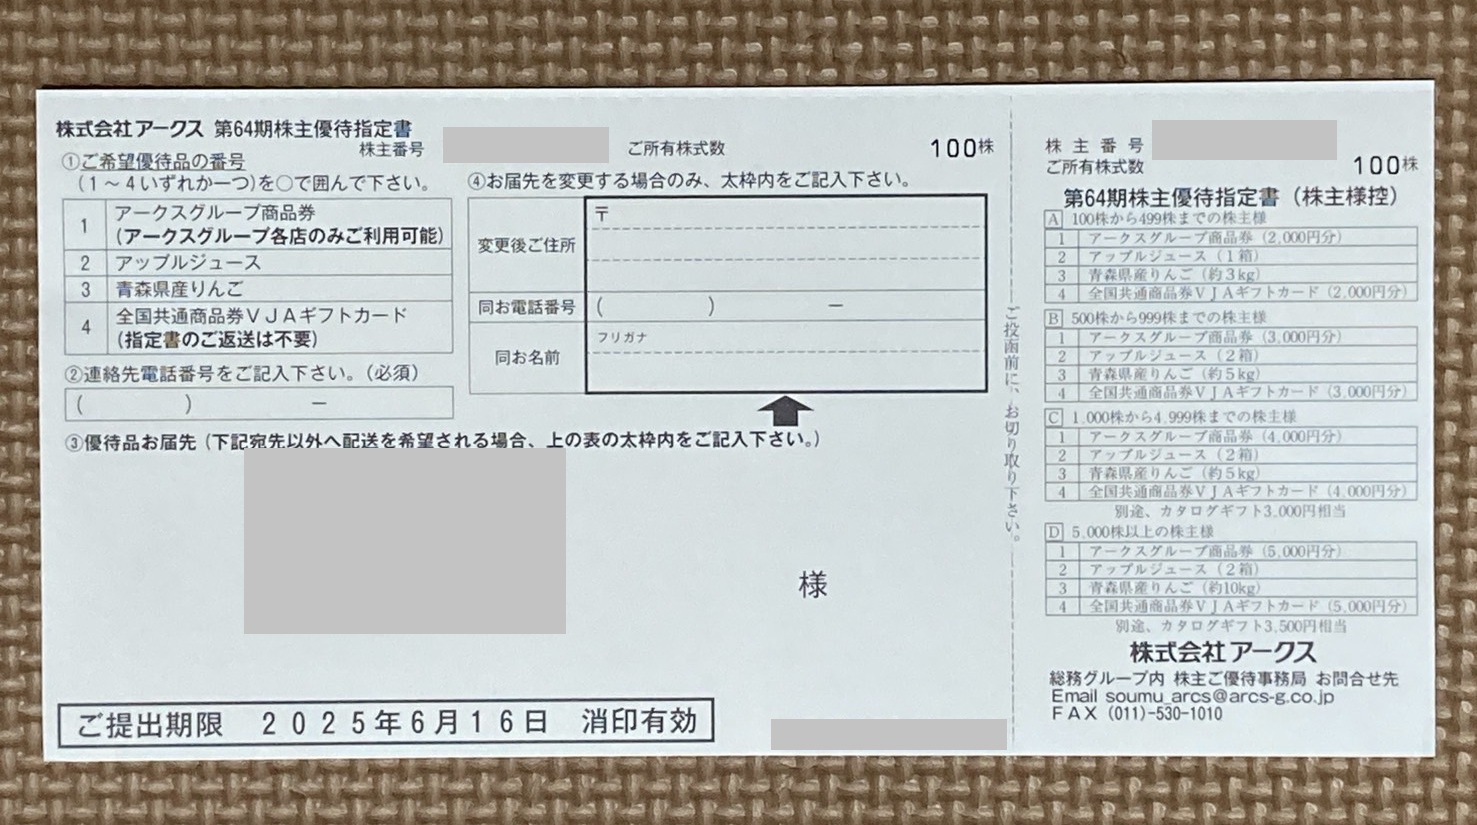 株式会社アークス 第64期株主優待指定書
株主番号
ご所有株式数 100株
①ご希望優待品の番号
(1～4いずれか一つ)を○で囲んで下さい。
1 アークスグループ商品券
(アークスグループ各店のみご利用可能)
2 アップルジュース
3 青森県産りんご
4 全国共通商品券VJAギフトカード
(指定書のご返送は不要)
②連絡先電話番号をご記入下さい。(必須)
( ) －
④お届先を変更する場合のみ、太枠内をご記入下さい。
変更後ご住所 〒
同お電話番号 ( ) －
同お名前 フリガナ
③優待品お届先(下記宛先以外へ配送を希望される場合、上の表の太枠内をご記入下さい。)
様
ご提出期限 2025年6月16日 消印有効
ご投函前に、お切り取り下さい。
株主番号
ご所有株式数 100株
第64期株主優待指定書(株主様控)
A 100株から499株までの株主様
1 アークスグループ商品券(2,000円分)
2 アップルジュース(1箱)
3 青森県産りんご(約3kg)
4 全国共通商品券VJAギフトカード(2,000円分)
B 500株から999株までの株主様
1 アークスグループ商品券(3,000円分)
2 アップルジュース(2箱)
3 青森県産りんご(約5kg)
4 全国共通商品券VJAギフトカード(3,000円分)
C 1,000株から4,999株までの株主様
1 アークスグループ商品券(4,000円分)
2 アップルジュース(2箱)
3 青森県産りんご(約5kg)
4 全国共通商品券VJAギフトカード(4,000円分)
別途、カタログギフト3,000円相当
D 5,000株以上の株主様
1 アークスグループ商品券(5,000円分)
2 アップルジュース(2箱)
3 青森県産りんご(約10kg)
4 全国共通商品券VJAギフトカード(5,000円分)
別途、カタログギフト3,500円相当
株式会社アークス
総務グループ内 株主ご優待事務局 お問合せ先
Email soumu_arcs@arcs-g.co.jp
FAX (011)-530-1010